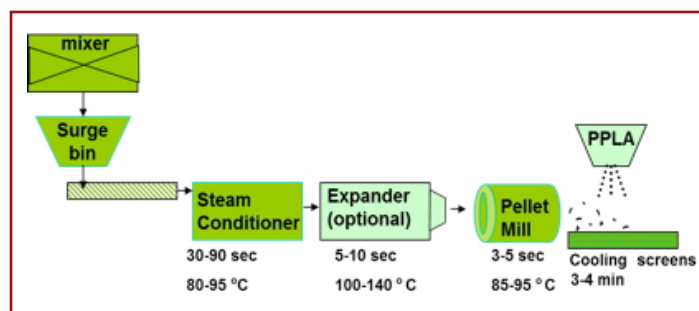 mixer
Surge
bin
Steam
Conditioner
30-90 sec
80-95 °C
Expander
(optional)
5-10 sec
100-140 ° C
Pellet
Mill
3-5 sec
85-95 °C
PPLA
Cooling screens
3-4 min